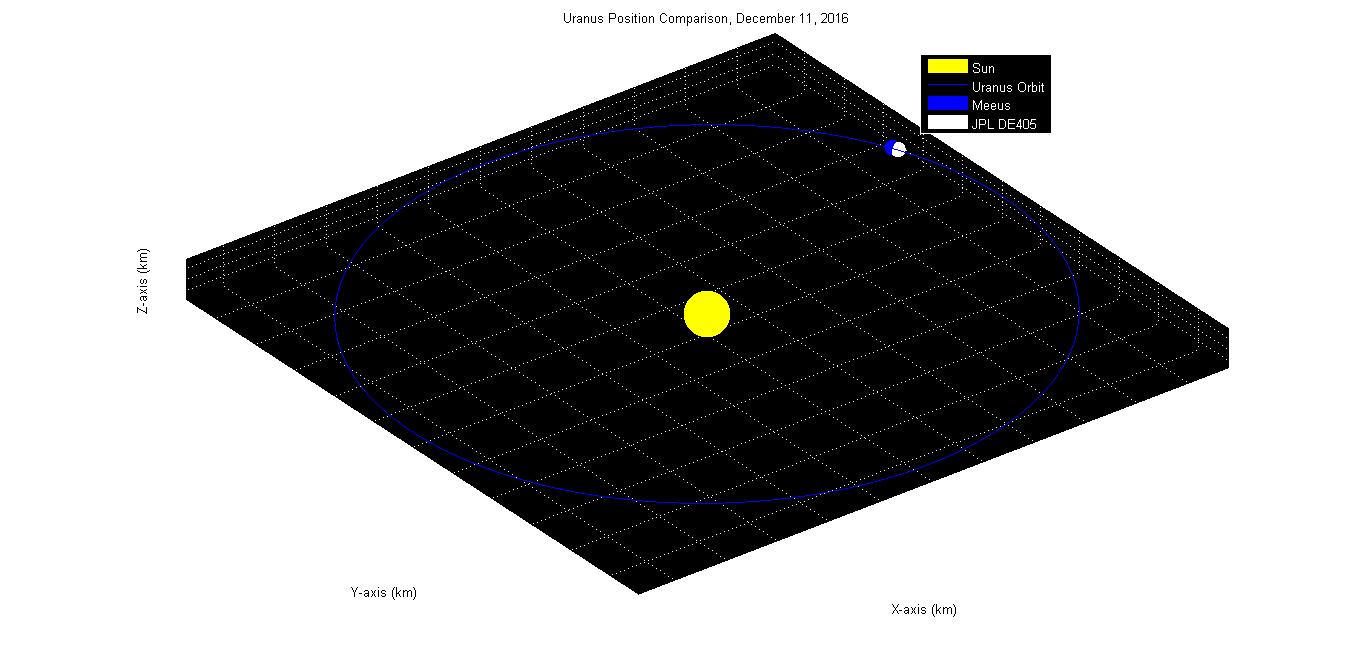 Uranus Position Comparison, December 11, 2016
Sun
Uranus Orbit
Meeus
JPL DE405
Z-axis (km)
Y-axis (km)
X-axis (km)